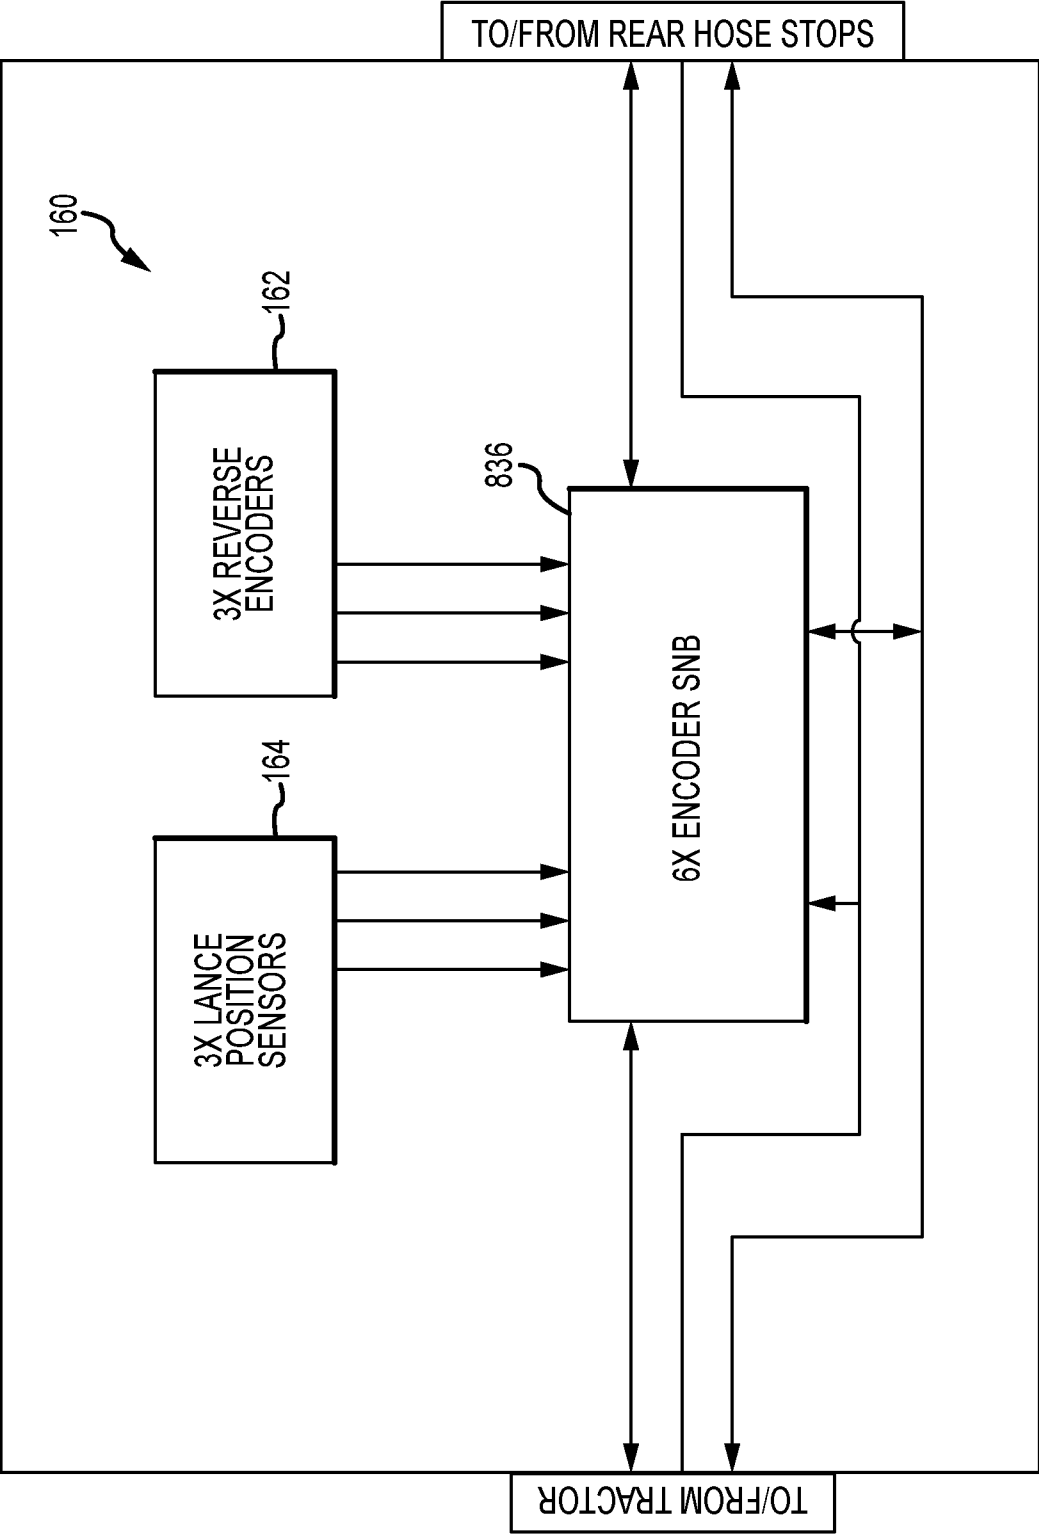 TO/FROM REAR HOSE STOPS
160
162
3X REVERSE
ENCODERS
836
6X ENCODER SNB
164
3X LANCE
POSITION
SENSORS
TO/FROM TRACTOR